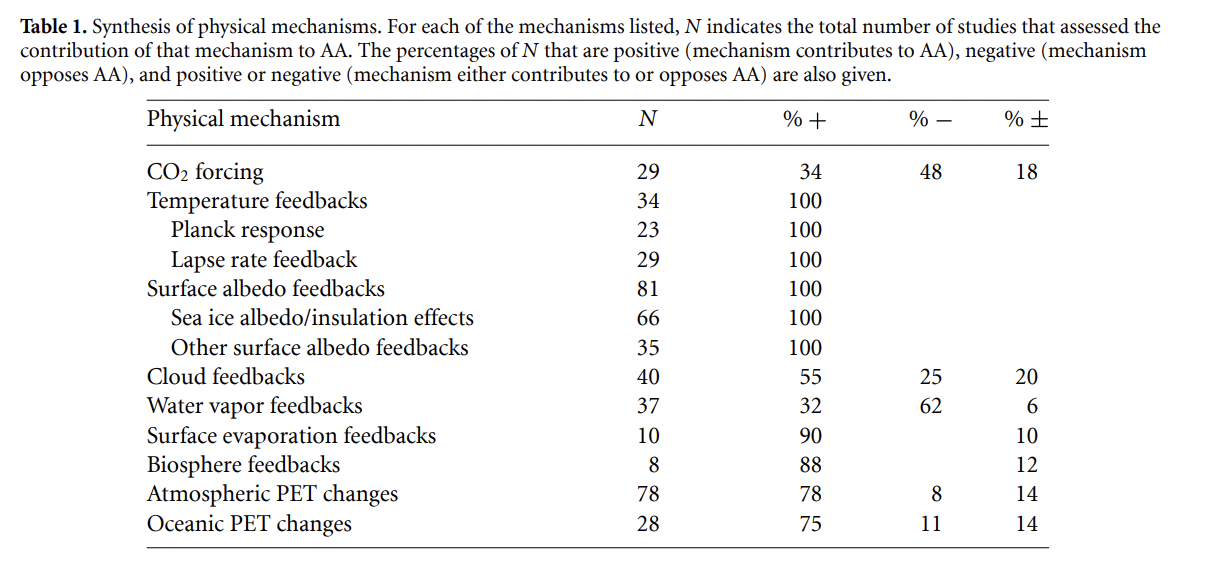 Table 1. Synthesis of physical mechanisms. For each of the mechanisms listed, N indicates the total number of studies that assessed the
contribution of that mechanism to AA. The percentages of N that are positive (mechanism contributes to AA), negative (mechanism
opposes AA), and positive or negative (mechanism either contributes to or opposes AA) are also given.
Physical mechanism N % + % − % ±
CO₂ forcing 29 34 48 18
Temperature feedbacks 34 100
Planck response 23 100
Lapse rate feedback 29 100
Surface albedo feedbacks 81 100
Sea ice albedo/insulation effects 66 100
Other surface albedo feedbacks 35 100
Cloud feedbacks 40 55 25 20
Water vapor feedbacks 37 32 62 6
Surface evaporation feedbacks 10 90 10
Biosphere feedbacks 8 88 12
Atmospheric PET changes 78 78 8 14
Oceanic PET changes 28 75 11 14